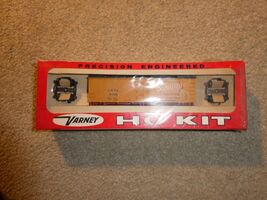 PRECISION ENGINEERED
VARNEY
HO KIT